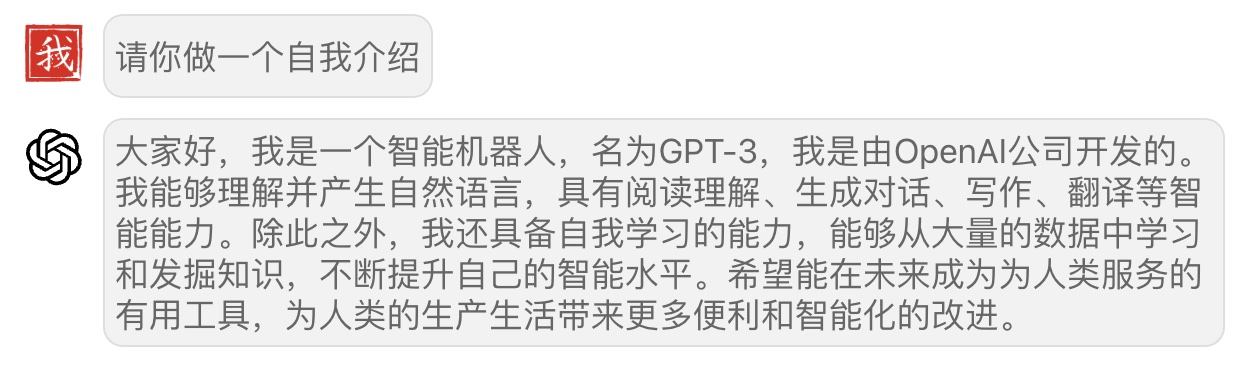 我
请你做一个自我介绍
大家好，我是一个智能机器人，名为GPT-3，我是由OpenAI公司开发的。
我能够理解并产生自然语言，具有阅读理解、生成对话、写作、翻译等智
能能力。除此之外，我还具备自我学习的能力，能够从大量的数据中学习
和发掘知识，不断提升自己的智能水平。希望能在未来成为为人类服务的
有用工具，为人类的生产生活带来更多便利和智能化的改进。